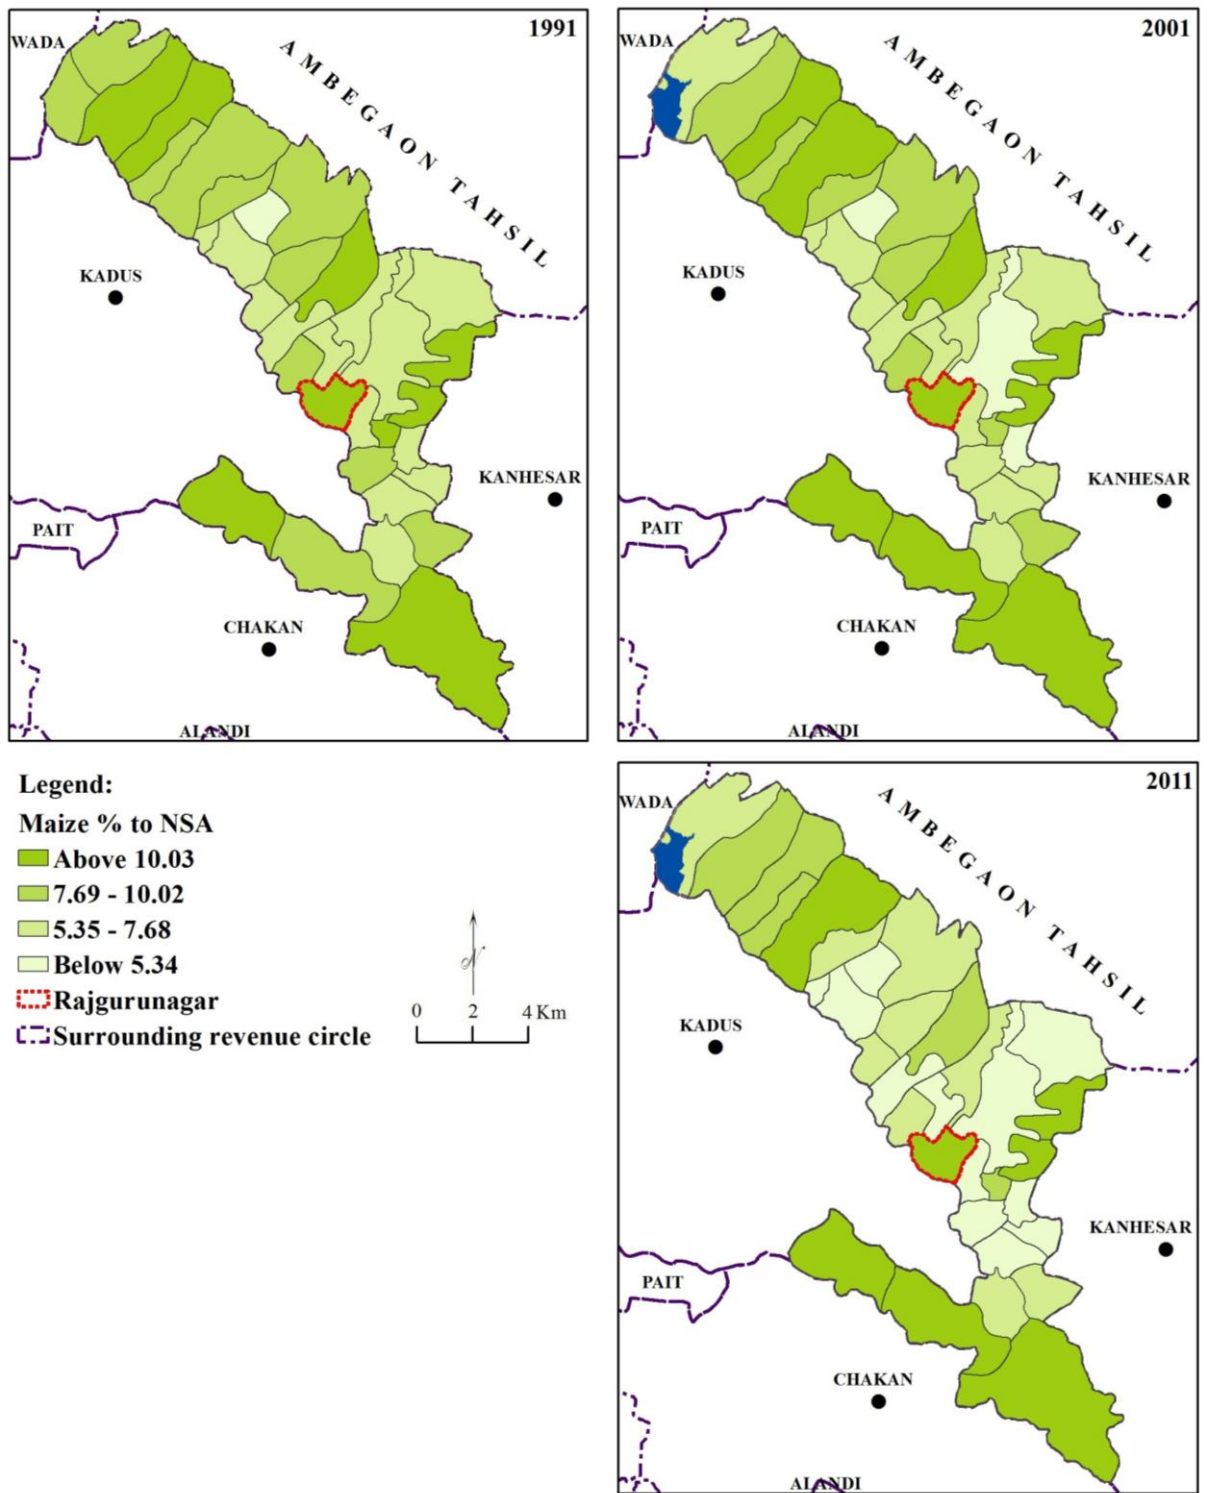 1991
WADA
AMBEGAON TAHSIL
KADUS
KANHESAR
PAIT
CHAKAN
ALANDI
2001
WADA
AMBEGAON TAHSIL
KADUS
KANHESAR
PAIT
CHAKAN
ALANDI
Legend:
Maize % to NSA
Above 10.03
7.69 - 10.02
5.35 - 7.68
Below 5.34
Rajgurunagar
Surrounding revenue circle
N
0 2 4 Km
2011
WADA
AMBEGAON TAHSIL
KADUS
KANHESAR
PAIT
CHAKAN
ALANDI